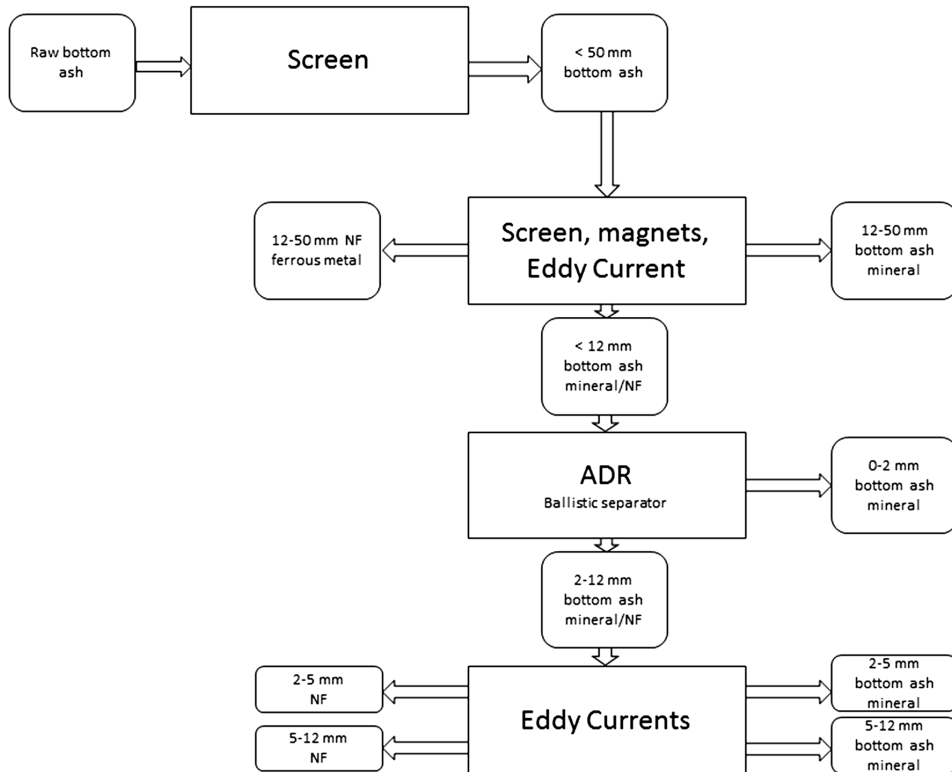 Raw bottom
ash
Screen
< 50 mm
bottom ash
12-50 mm NF
ferrous metal
Screen, magnets,
Eddy Current
12-50 mm
bottom ash
mineral
< 12 mm
bottom ash
mineral/NF
ADR
Ballistic separator
0-2 mm
bottom ash
mineral
2-12 mm
bottom ash
mineral/NF
2-5 mm
NF
5-12 mm
NF
Eddy Currents
2-5 mm
bottom ash
mineral
5-12 mm
bottom ash
mineral